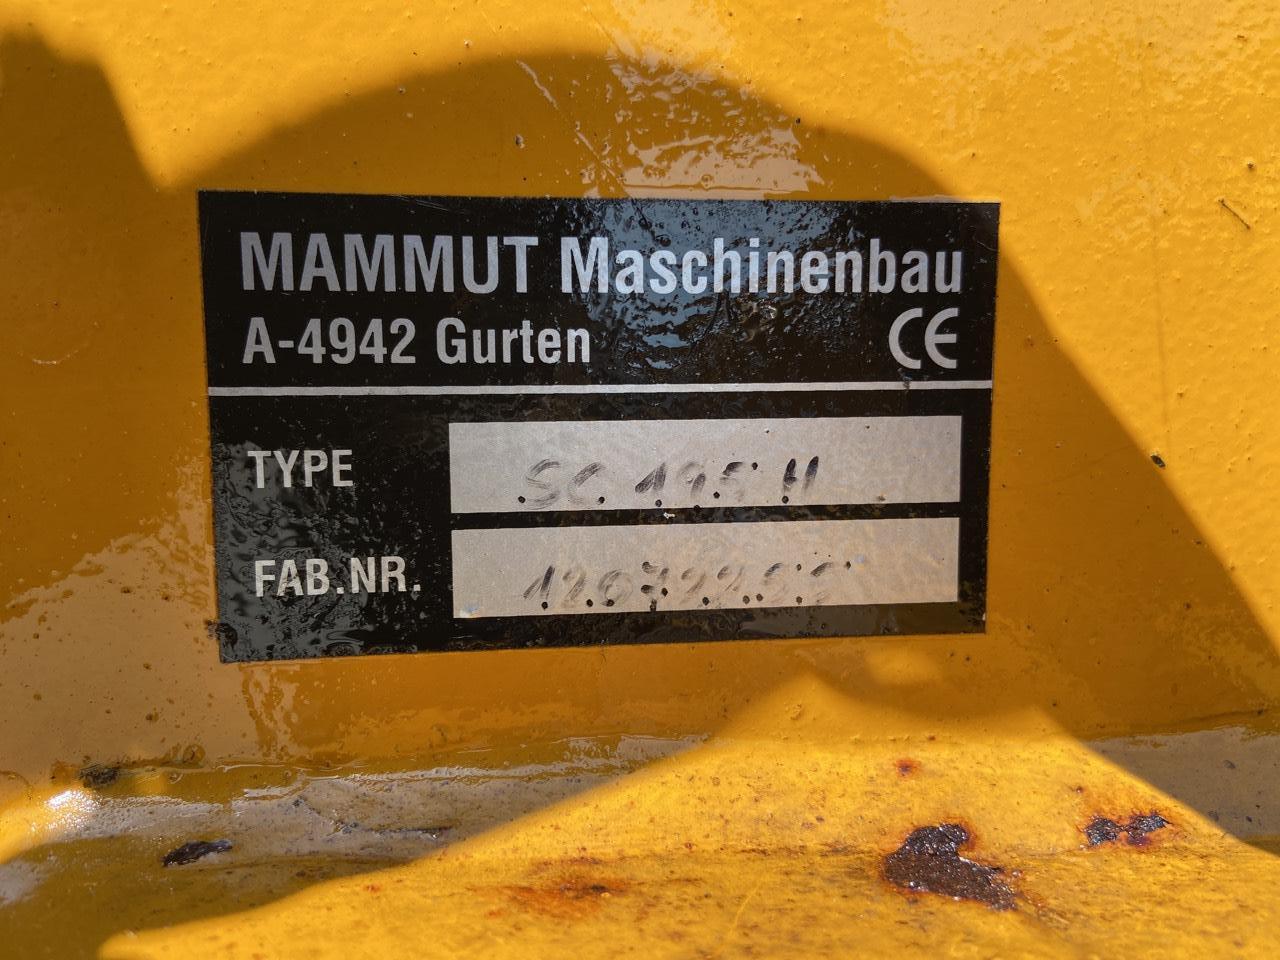 MAMMUT Maschinenbau
A-4942 Gurten
CE
TYPE SC 195 H
FAB.NR.